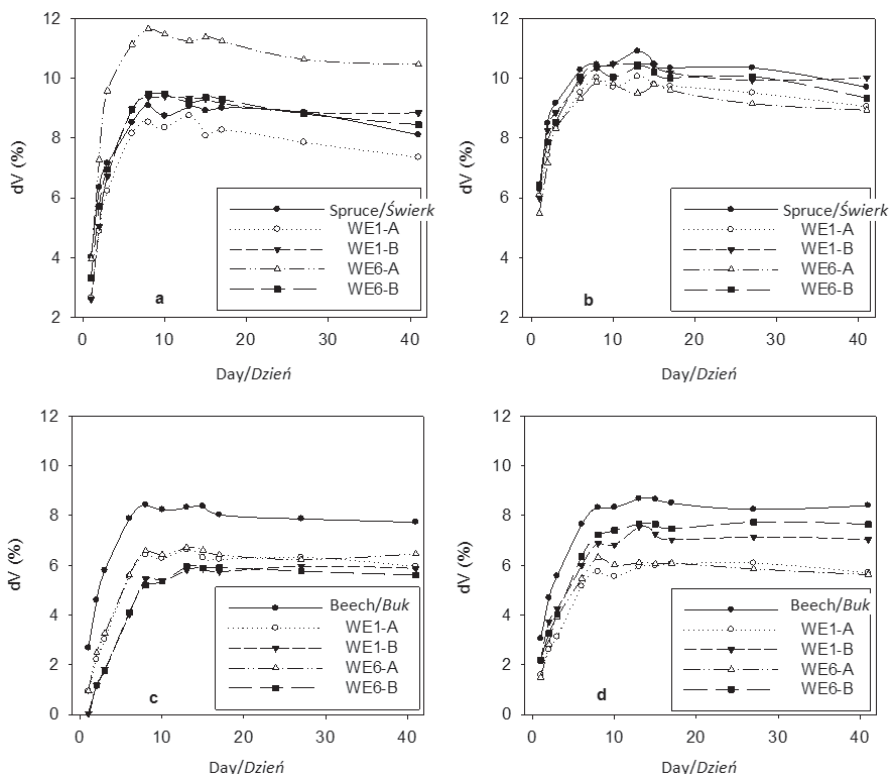 12
10
8
6
4
2
dV (%)
Spruce/Świerk
WE1-A
WE1-B
WE6-A
WE6-B
a
0 10 20 30 40
Day/Dzień
12
10
8
6
4
2
dV (%)
Spruce/Świerk
WE1-A
WE1-B
WE6-A
WE6-B
b
0 10 20 30 40
Day/Dzień
12
10
8
6
4
2
0
dV (%)
Beech/Buk
WE1-A
WE1-B
WE6-A
WE6-B
c
0 10 20 30 40
Day/Dzień
12
10
8
6
4
2
0
dV (%)
Beech/Buk
WE1-A
WE1-B
WE6-A
WE6-B
d
0 10 20 30 40
Day/Dzień